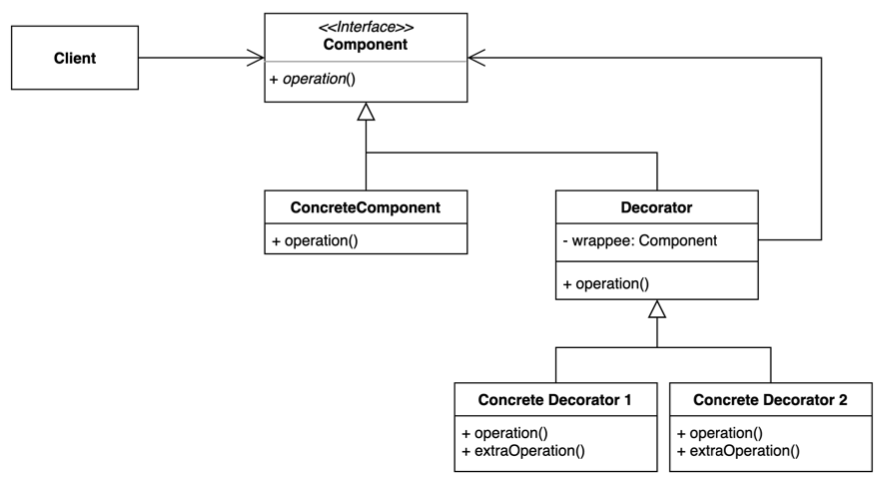 Client
<<Interface>>
Component
+ operation()
ConcreteComponent
+ operation()
Decorator
- wrappee: Component
+ operation()
Concrete Decorator 1
+ operation()
+ extraOperation()
Concrete Decorator 2
+ operation()
+ extraOperation()